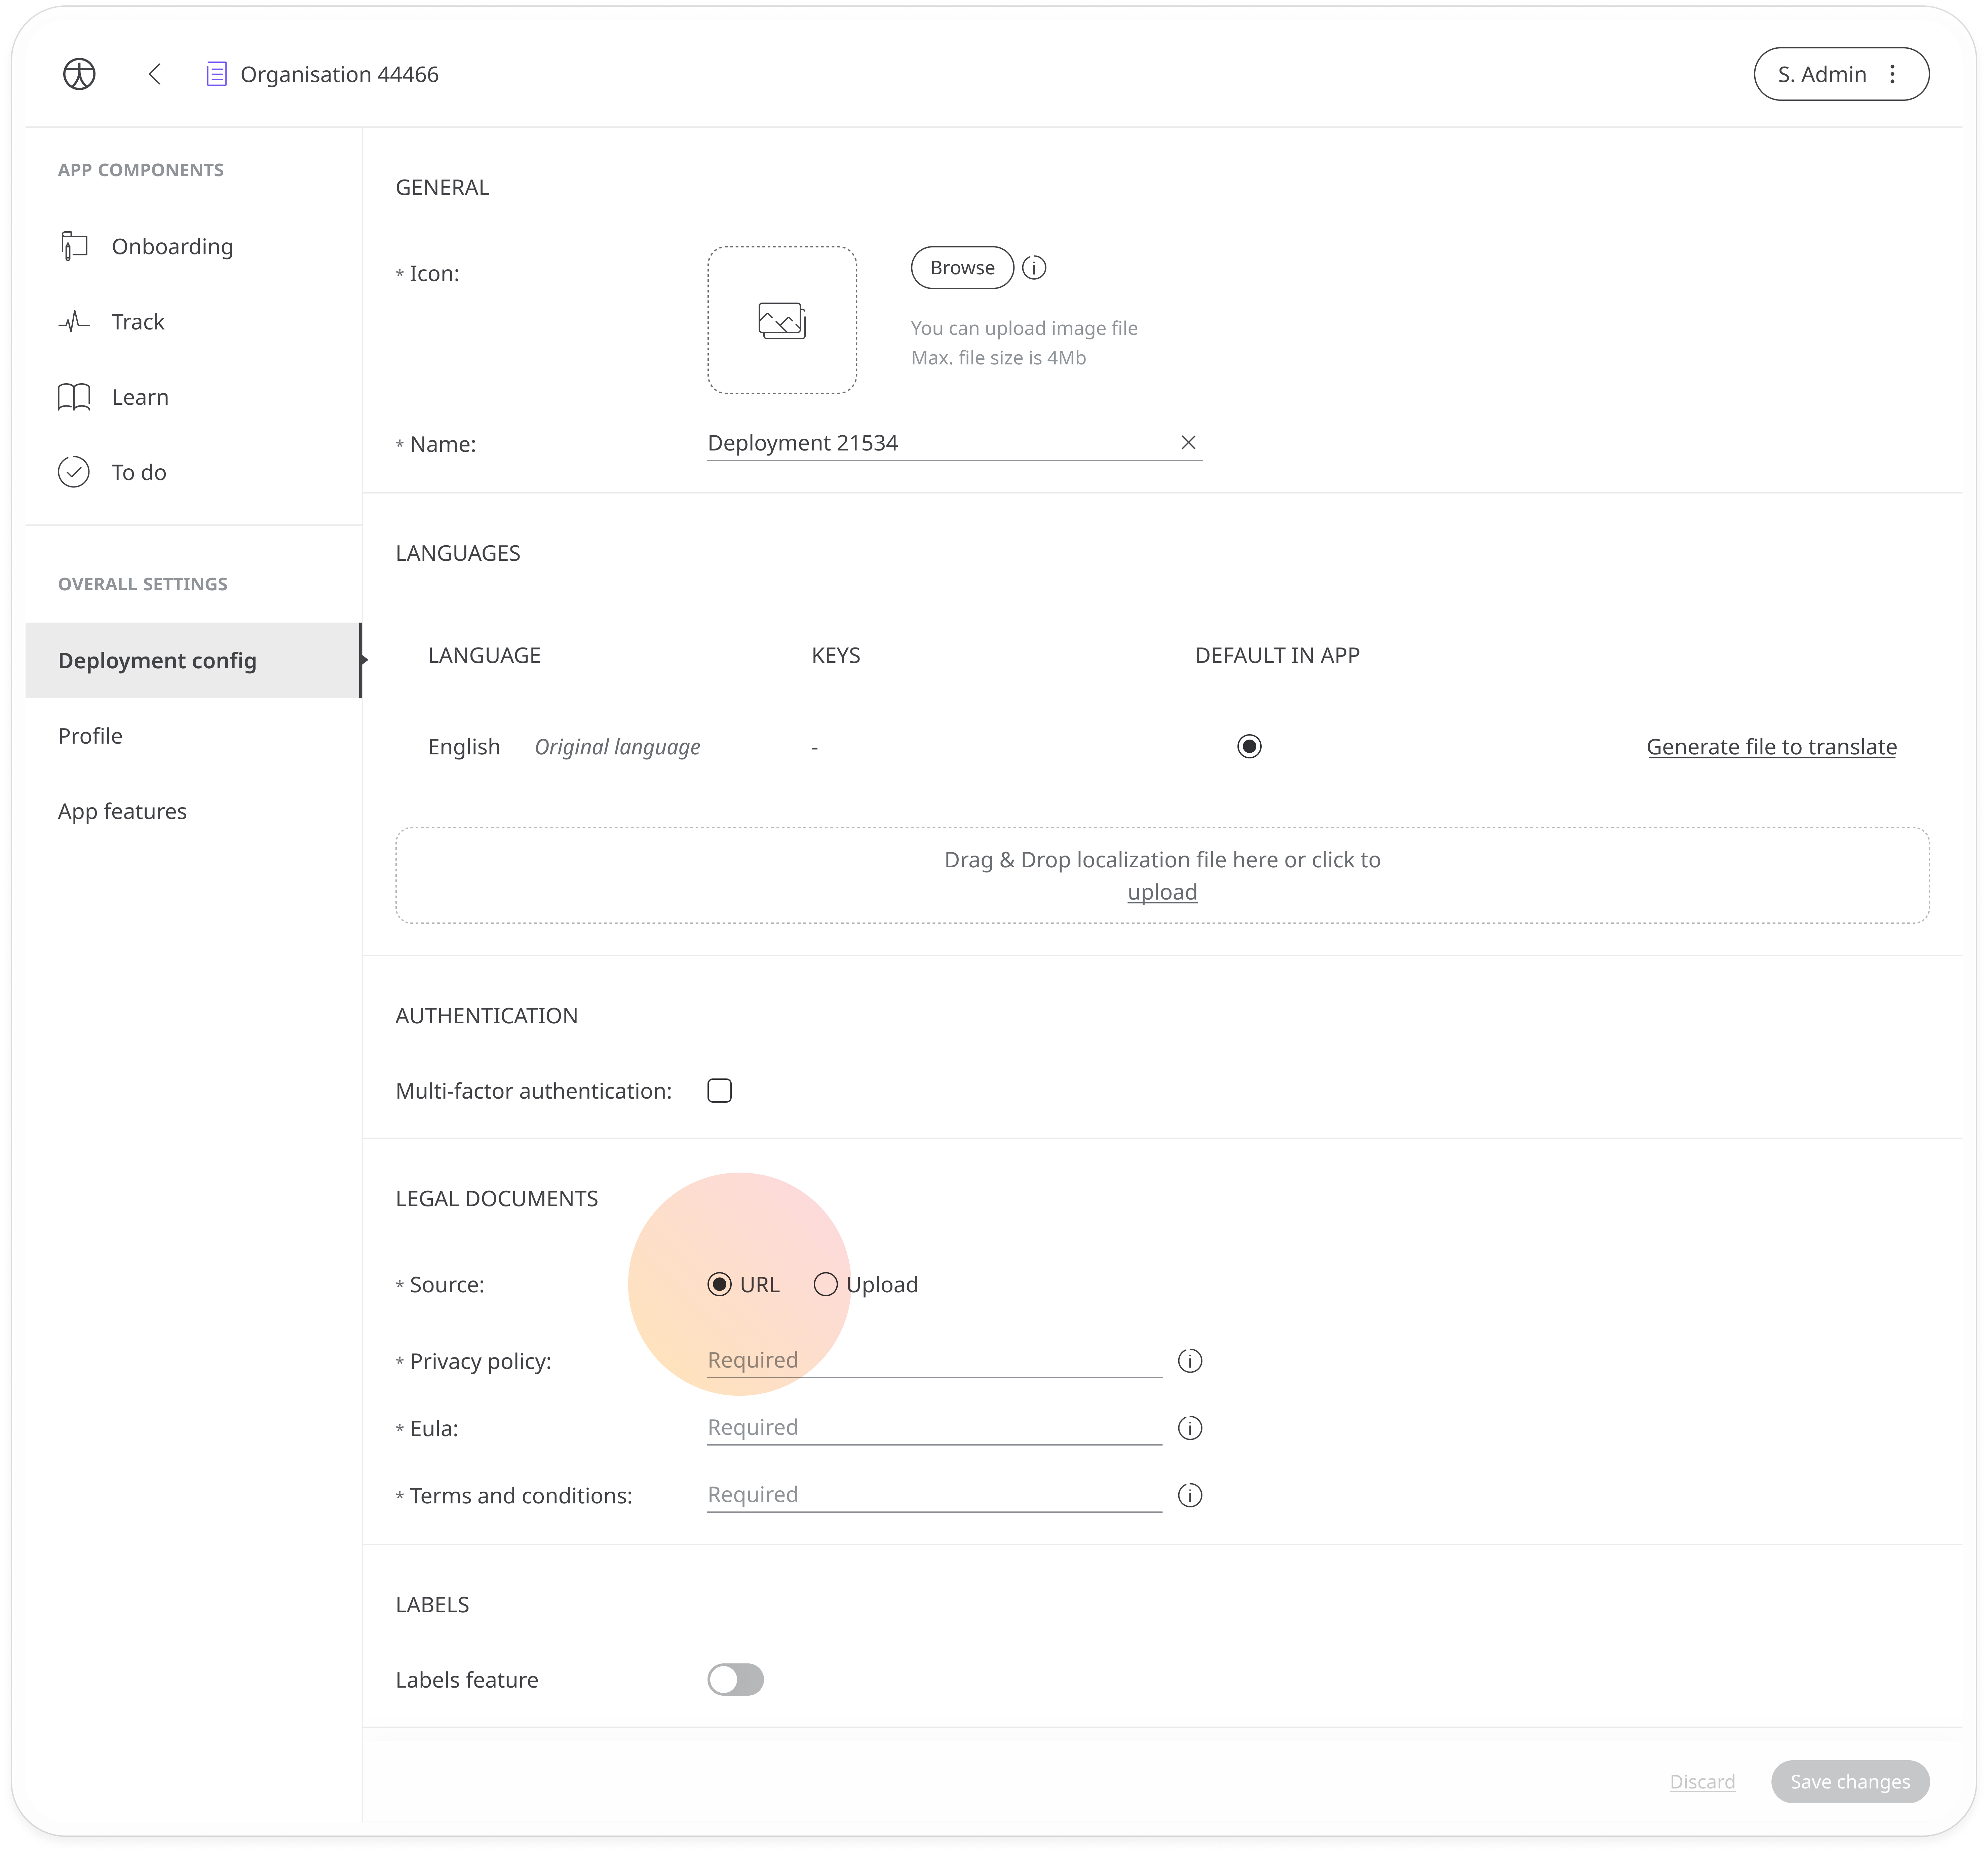 Organisation 44466
S. Admin
APP COMPONENTS
Onboarding
Track
Learn
To do
OVERALL SETTINGS
Deployment config
Profile
App features
GENERAL
* Icon:
Browse
You can upload image file
Max. file size is 4Mb
* Name:
Deployment 21534
LANGUAGES
LANGUAGE KEYS DEFAULT IN APP
English Original language - Generate file to translate
Drag & Drop localization file here or click to
upload
AUTHENTICATION
Multi-factor authentication:
LEGAL DOCUMENTS
* Source: URL Upload
* Privacy policy: Required
* Eula: Required
* Terms and conditions: Required
LABELS
Labels feature
Discard Save changes